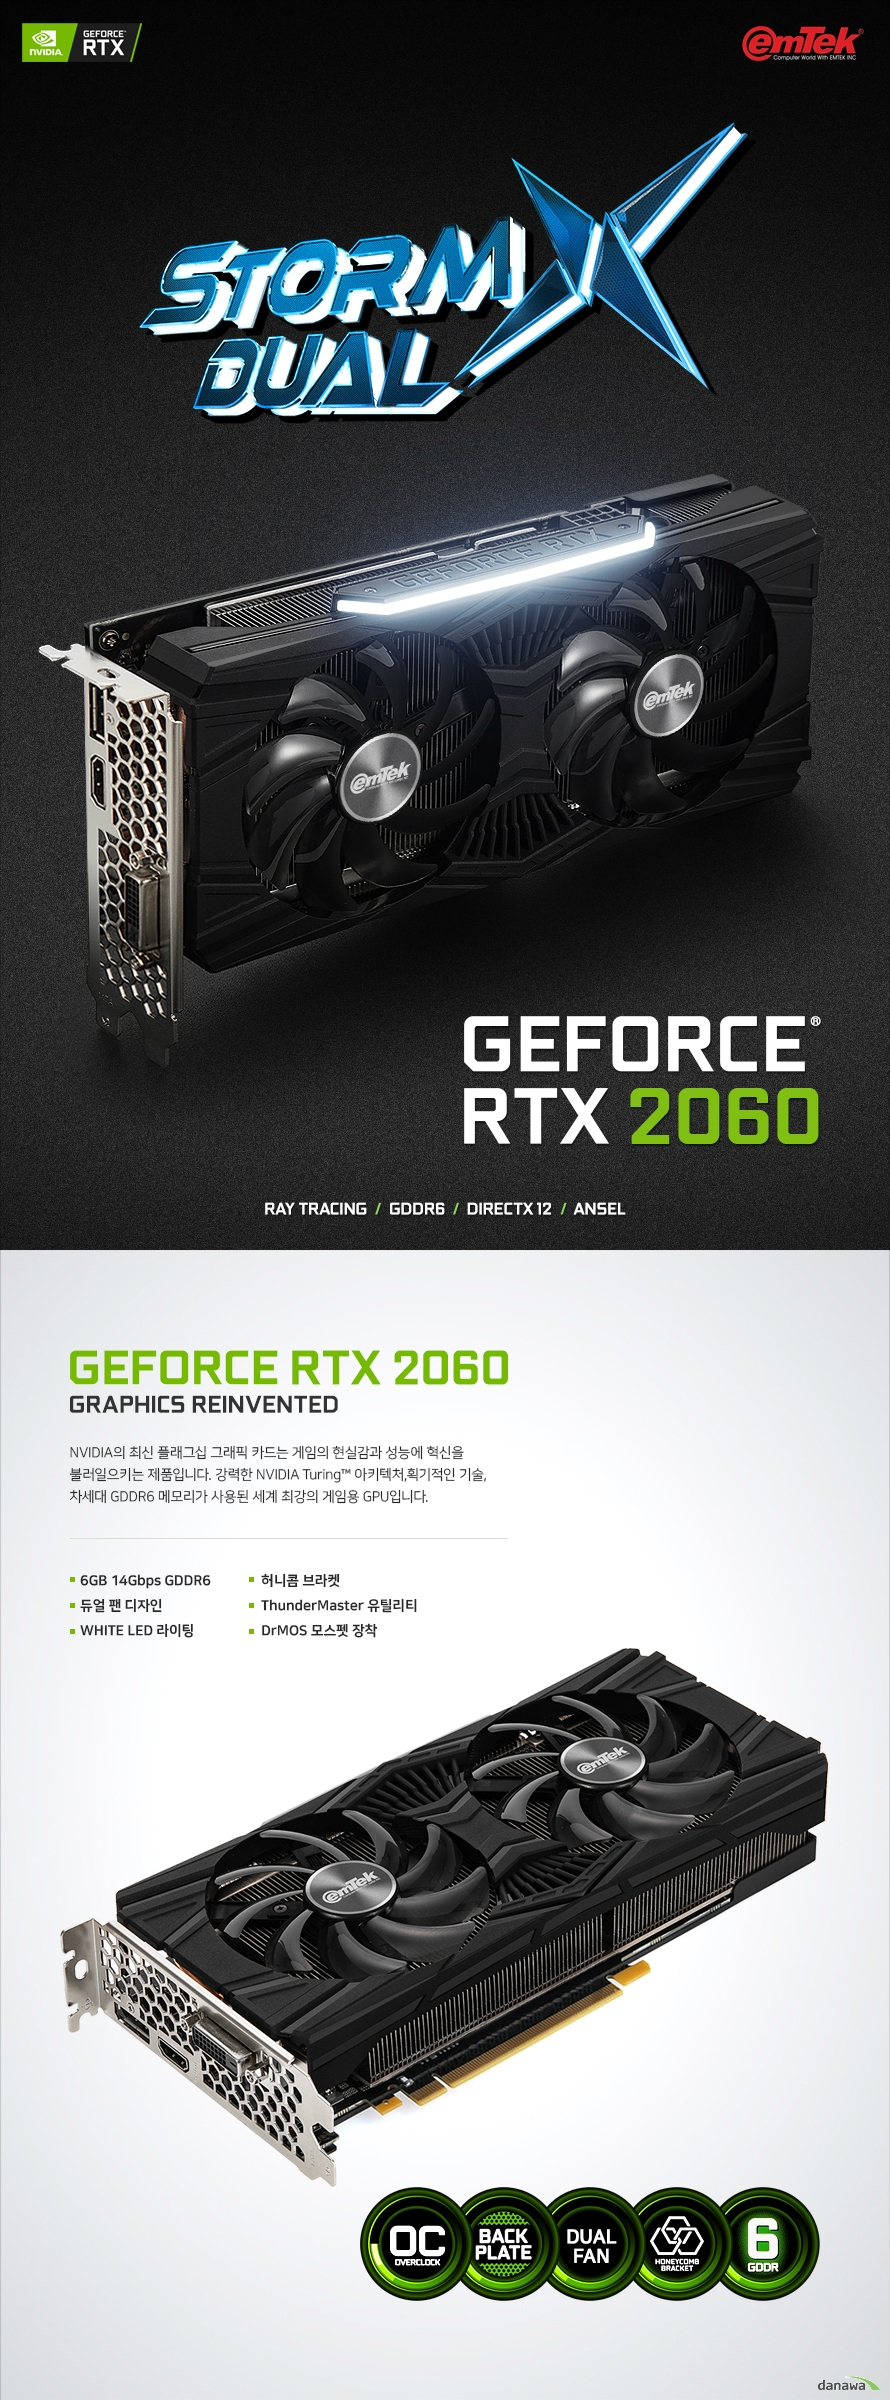 NVIDIA.
GEFORCE®
RTX
emTek®
Computer World With EMTEK INC
STORM X
DUAL
GEFORCE RTX
emTek
emTek
GEFORCE®
RTX 2060
RAY TRACING / GDDR6 / DIRECTX 12 / ANSEL
GEFORCE RTX 2060
GRAPHICS REINVENTED
NVIDIA의 최신 플래그십 그래픽 카드는 게임의 현실감과 성능에 혁신을
불러일으키는 제품입니다. 강력한 NVIDIA Turing™ 아키텍처,획기적인 기술,
차세대 GDDR6 메모리가 사용된 세계 최강의 게임용 GPU입니다.
6GB 14Gbps GDDR6
듀얼 팬 디자인
WHITE LED 라이팅
허니콤 브라켓
ThunderMaster 유틸리티
DrMOS 모스펫 장착
emTek
emTek
OC
OVERCLOCK
BACK
PLATE
DUAL
FAN
HONEYCOMB
BRACKET
6
GDDR
danawa